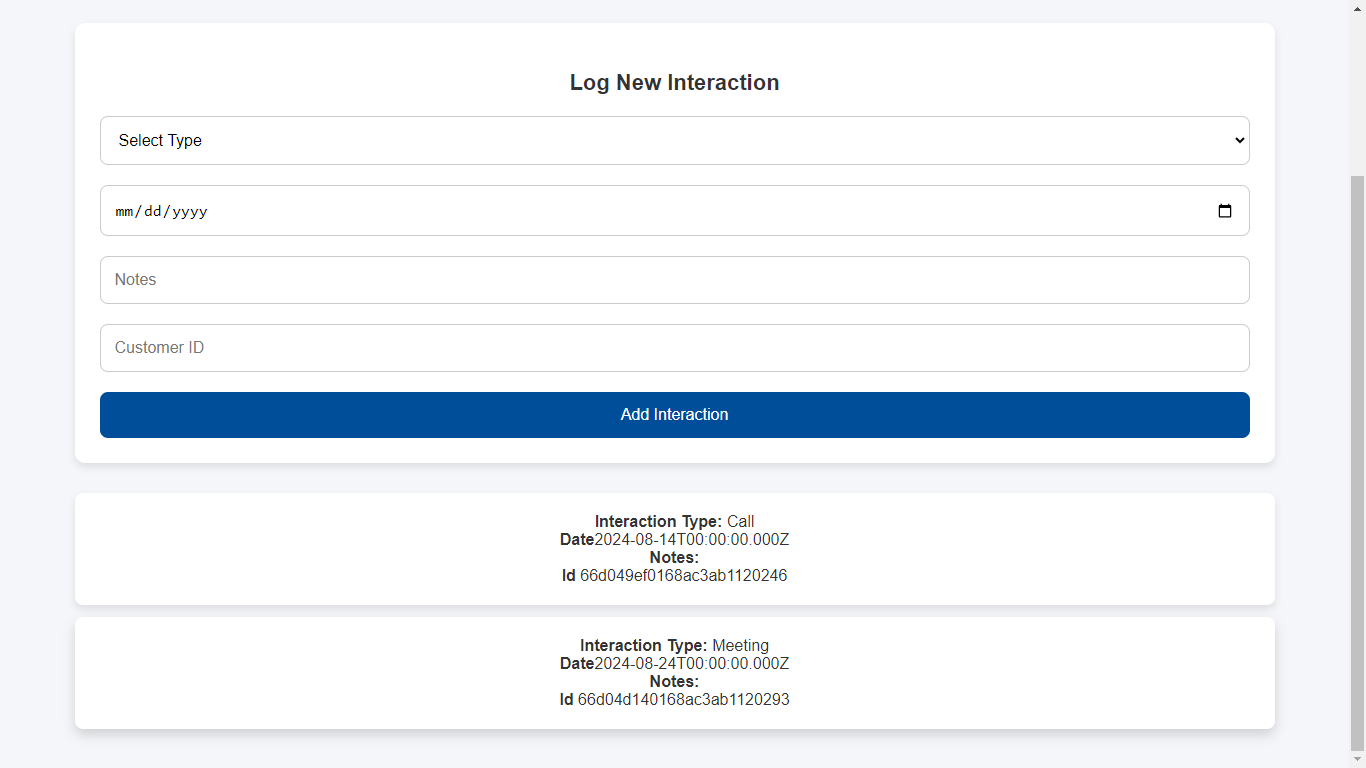 Log New Interaction
Select Type
mm/dd/yyyy
Notes
Customer ID
Add Interaction
Interaction Type: Call
Date2024-08-14T00:00:00.000Z
Notes:
Id 66d049ef0168ac3ab1120246
Interaction Type: Meeting
Date2024-08-24T00:00:00.000Z
Notes:
Id 66d04d140168ac3ab1120293